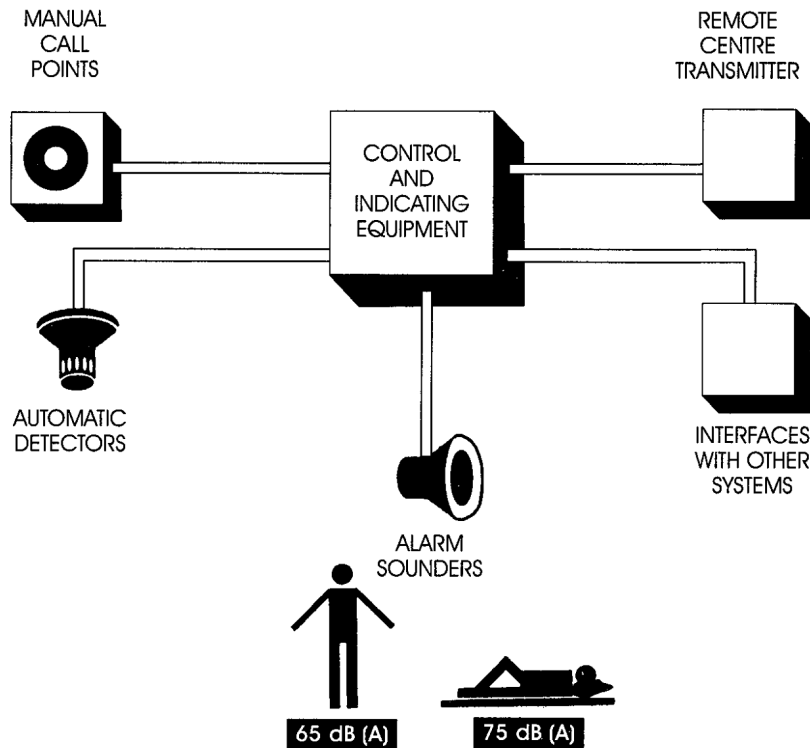 MANUAL
CALL
POINTS
REMOTE
CENTRE
TRANSMITTER
CONTROL
AND
INDICATING
EQUIPMENT
AUTOMATIC
DETECTORS
INTERFACES
WITH OTHER
SYSTEMS
ALARM
SOUNDERS
65 dB (A)
75 dB (A)